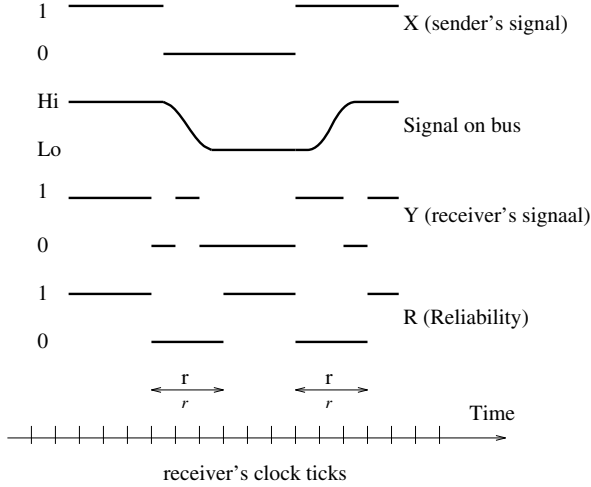 1
X (sender's signal)
0
Hi
Signal on bus
Lo
1
Y (receiver's signaal)
0
1
R (Reliability)
0
r r
r r
Time
receiver's clock ticks